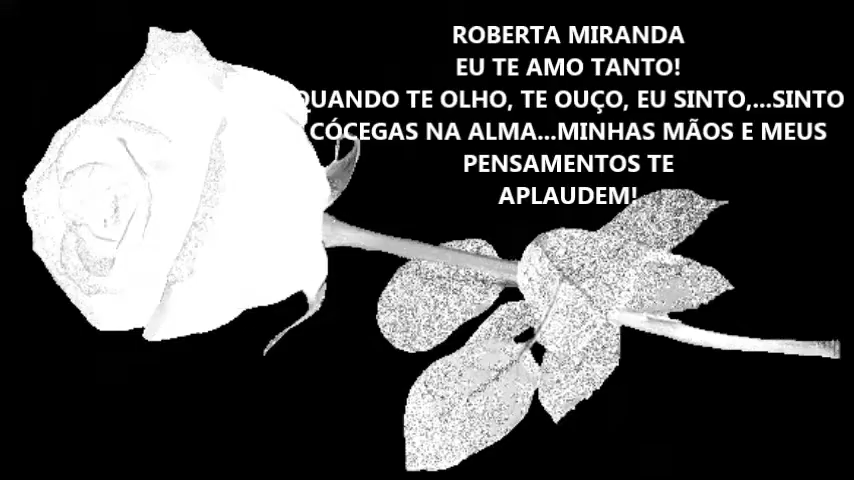 ROBERTA MIRANDA
EU TE AMO TANTO!
QUANDO TE OLHO, TE OUÇO, EU SINTO,...SINTO
CÓCEGAS NA ALMA...MINHAS MÃOS E MEUS
PENSAMENTOS TE
APLAUDEM!